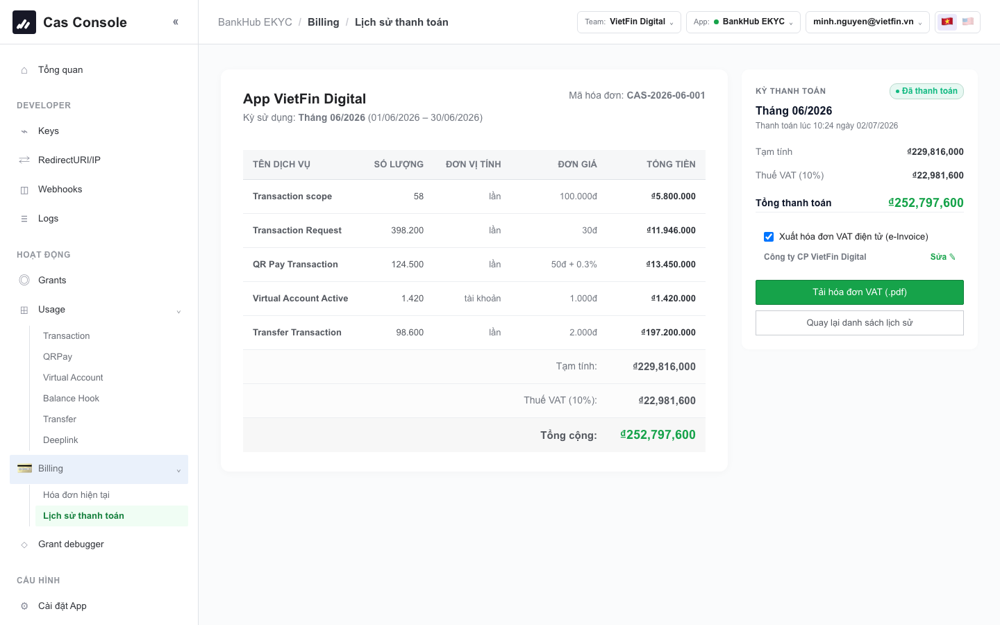 Cas Console
«
BankHub EKYC / Billing / Lịch sử thanh toán
Team: VietFin Digital
App: BankHub EKYC
minh.nguyen@vietfin.vn
Tổng quan
DEVELOPER
Keys
RedirectURI/IP
Webhooks
Logs
HOẠT ĐỘNG
Grants
Usage
Transaction
QRPay
Virtual Account
Balance Hook
Transfer
Deeplink
Billing
Hóa đơn hiện tại
Lịch sử thanh toán
Grant debugger
CẤU HÌNH
Cài đặt App
App VietFin Digital
Mã hóa đơn: CAS-2026-06-001
Kỳ sử dụng: Tháng 06/2026 (01/06/2026 – 30/06/2026)
TÊN DỊCH VỤ SỐ LƯỢNG ĐƠN VỊ TÍNH ĐƠN GIÁ TỔNG TIỀN
Transaction scope 58 lần 100.000đ ₫5.800.000
Transaction Request 398.200 lần 30đ ₫11.946.000
QR Pay Transaction 124.500 lần 50đ + 0.3% ₫13.450.000
Virtual Account Active 1.420 tài khoản 1.000đ ₫1.420.000
Transfer Transaction 98.600 lần 2.000đ ₫197.200.000
Tạm tính: ₫229,816,000
Thuế VAT (10%): ₫22,981,600
Tổng cộng: ₫252,797,600
KỲ THANH TOÁN
Đã thanh toán
Tháng 06/2026
Thanh toán lúc 10:24 ngày 02/07/2026
Tạm tính ₫229,816,000
Thuế VAT (10%) ₫22,981,600
Tổng thanh toán ₫252,797,600
Xuất hóa đơn VAT điện tử (e-Invoice)
Công ty CP VietFin Digital Sửa ✎
Tải hóa đơn VAT (.pdf)
Quay lại danh sách lịch sử